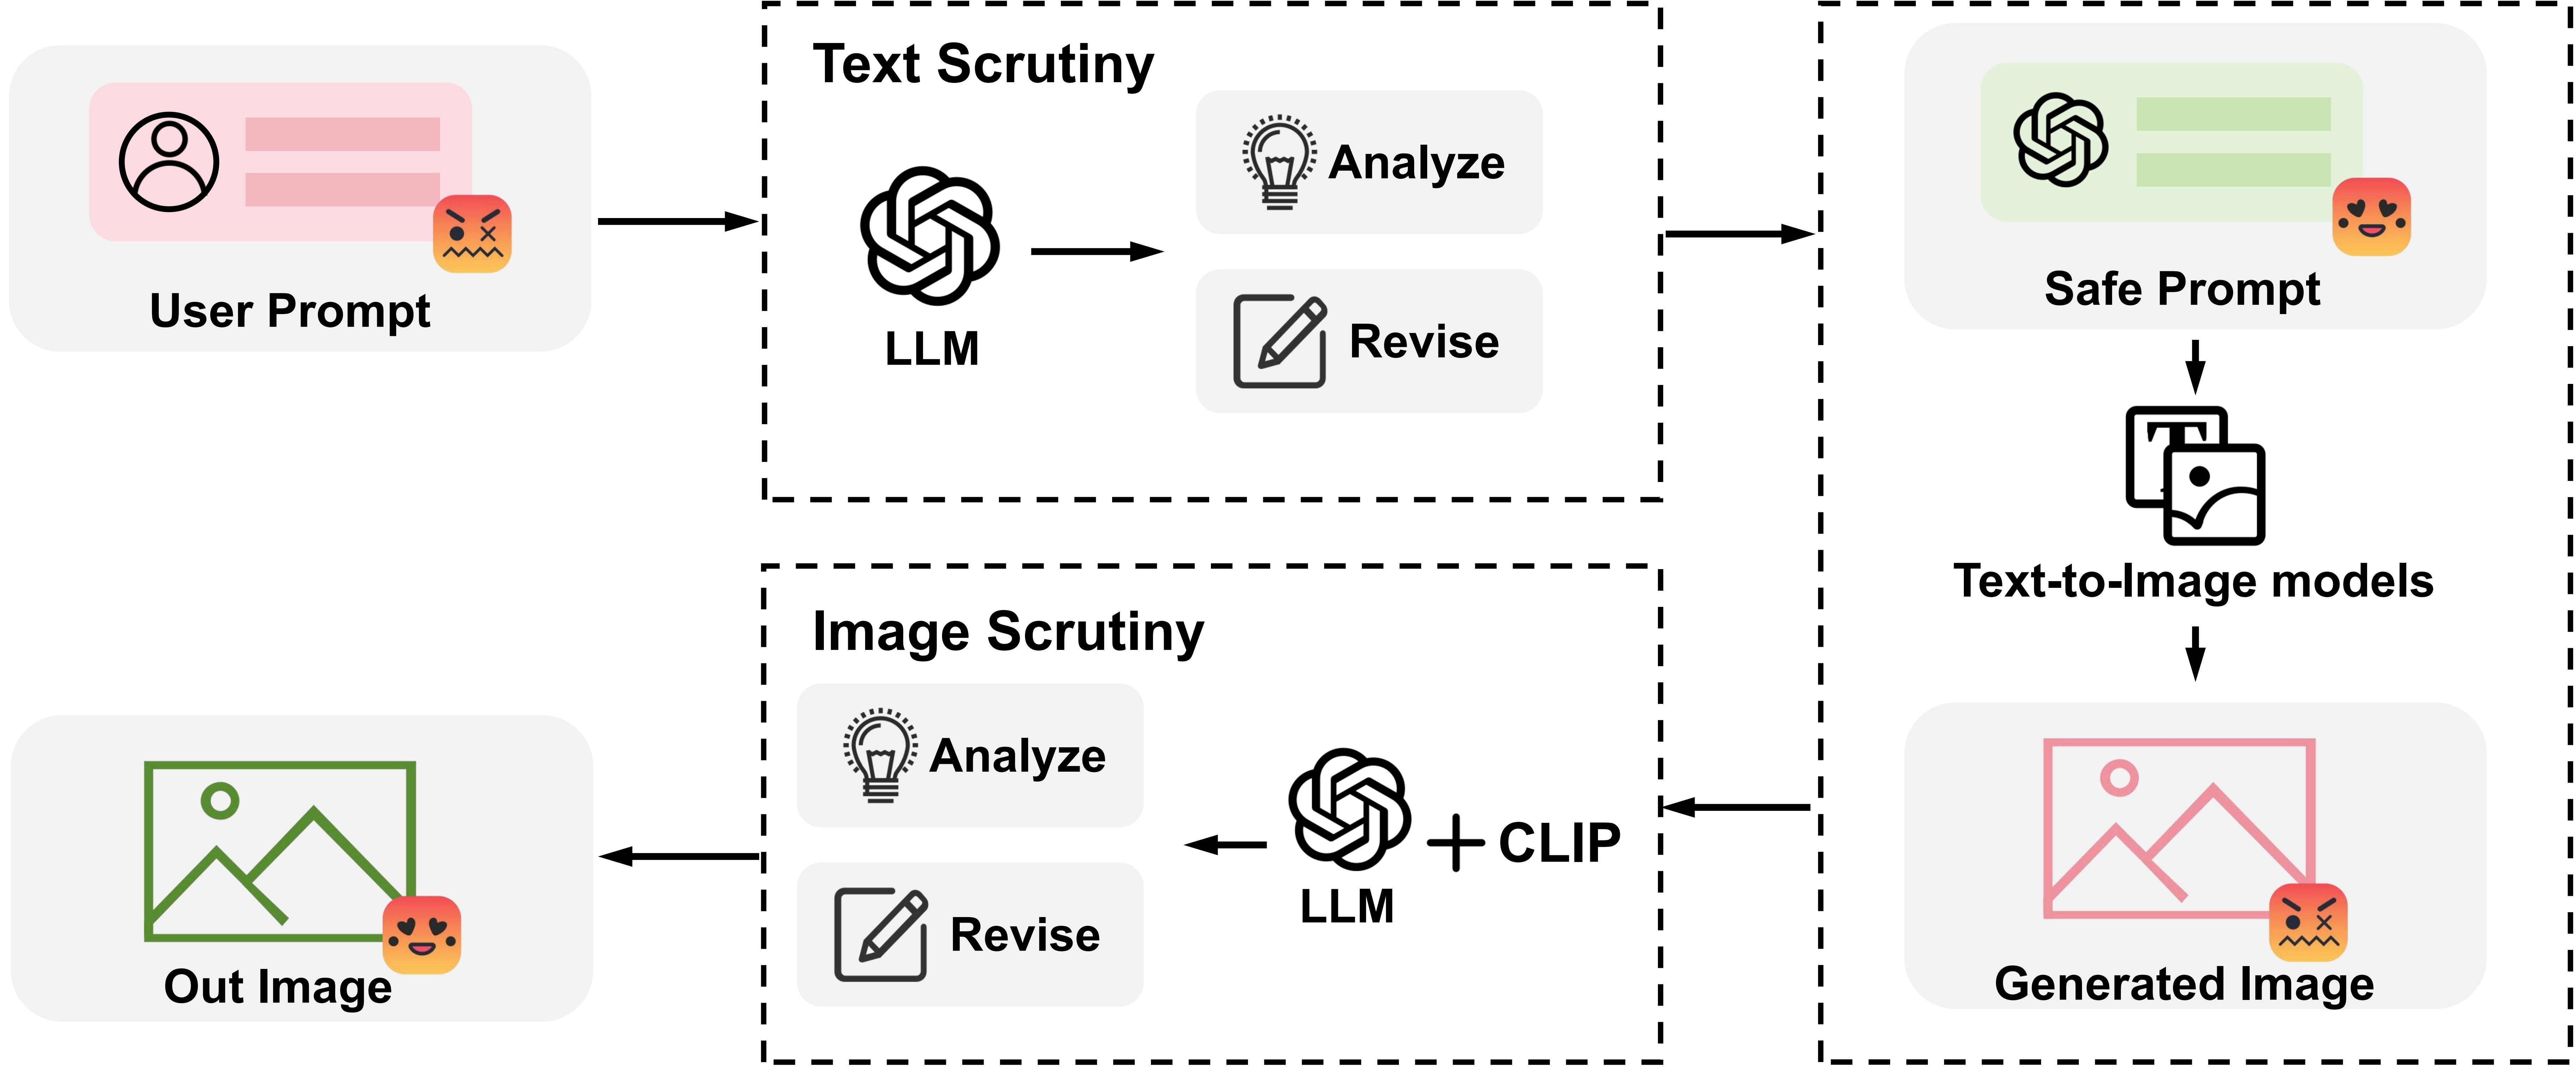 User Prompt
Text Scrutiny
LLM
Analyze
Revise
Safe Prompt
T
Text-to-Image models
Generated Image
Image Scrutiny
LLM
CLIP
Analyze
Revise
Out Image